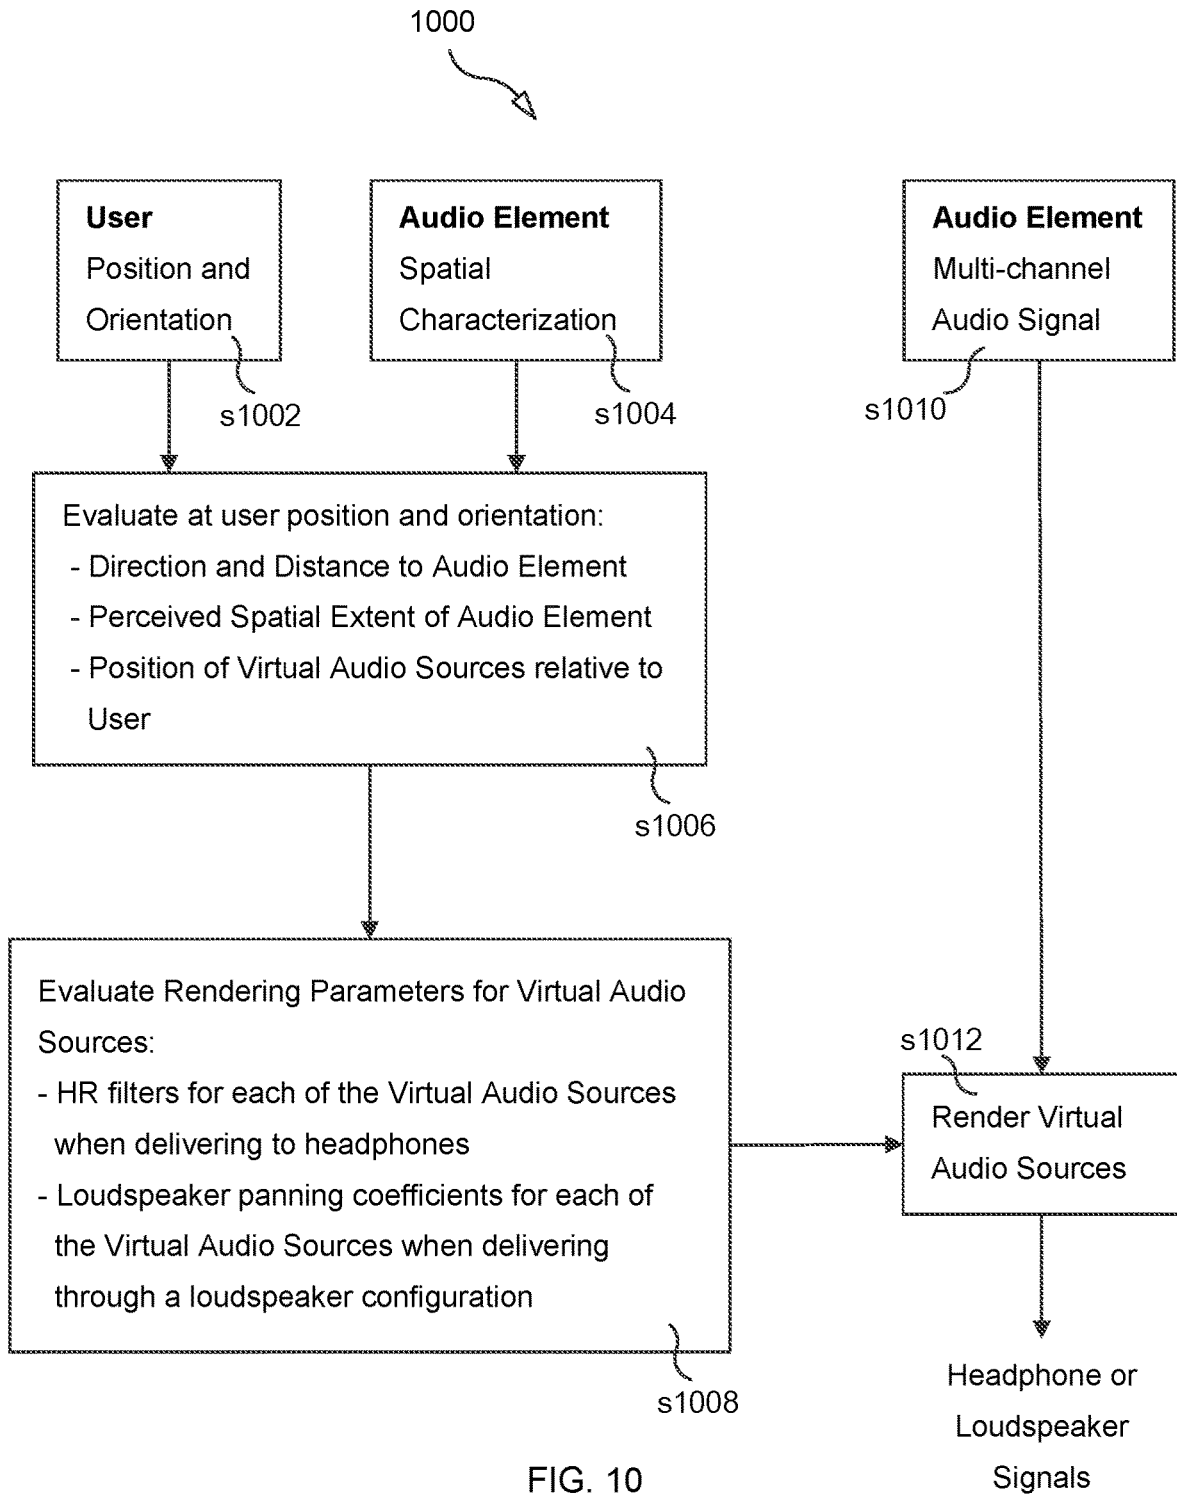 1000
User
Position and
Orientation
s1002
Audio Element
Spatial
Characterization
s1004
Audio Element
Multi-channel
Audio Signal
s1010
Evaluate at user position and orientation:
- Direction and Distance to Audio Element
- Perceived Spatial Extent of Audio Element
- Position of Virtual Audio Sources relative to
User
s1006
Evaluate Rendering Parameters for Virtual Audio
Sources:
- HR filters for each of the Virtual Audio Sources
when delivering to headphones
- Loudspeaker panning coefficients for each of
the Virtual Audio Sources when delivering
through a loudspeaker configuration
s1008
s1012
Render Virtual
Audio Sources
Headphone or
Loudspeaker
Signals
FIG. 10